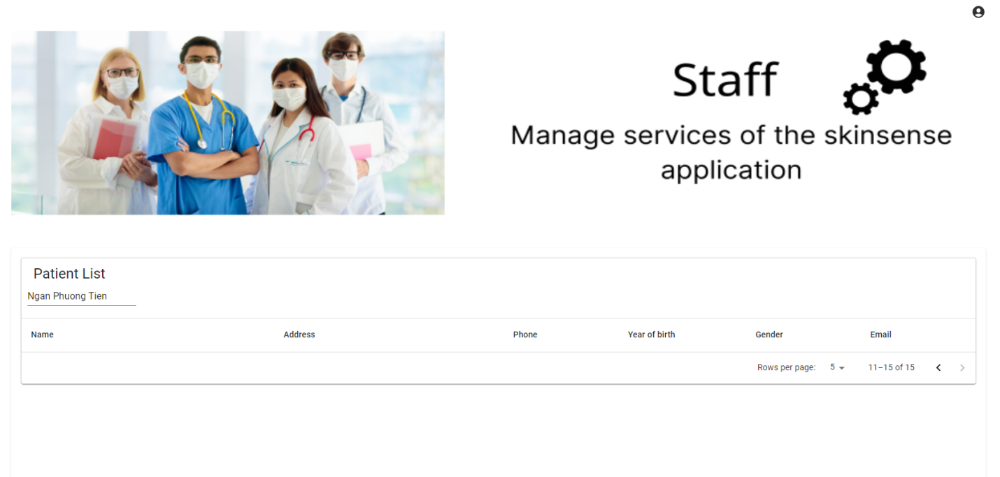 Staff
Manage services of the skinsense
application
Patient List
Ngan Phuong Tien
Name Address Phone Year of birth Gender Email
Rows per page: 5 11–15 of 15